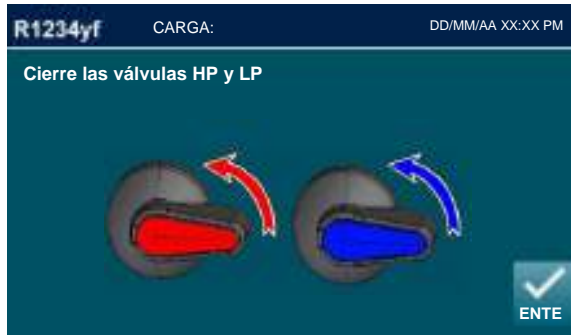 R1234yf CARGA: DD/MM/AA XX:XX PM
Cierre las válvulas HP y LP
ENTE